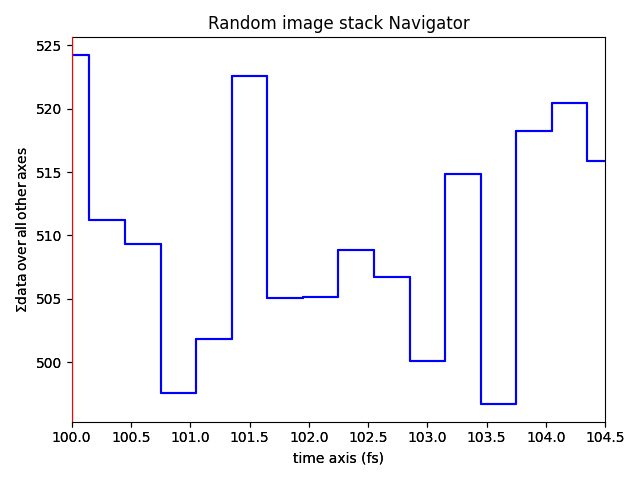 Random image stack Navigator
525
520
515
510
505
500
Σdata over all other axes
100.0 100.5 101.0 101.5 102.0 102.5 103.0 103.5 104.0 104.5
time axis (fs)